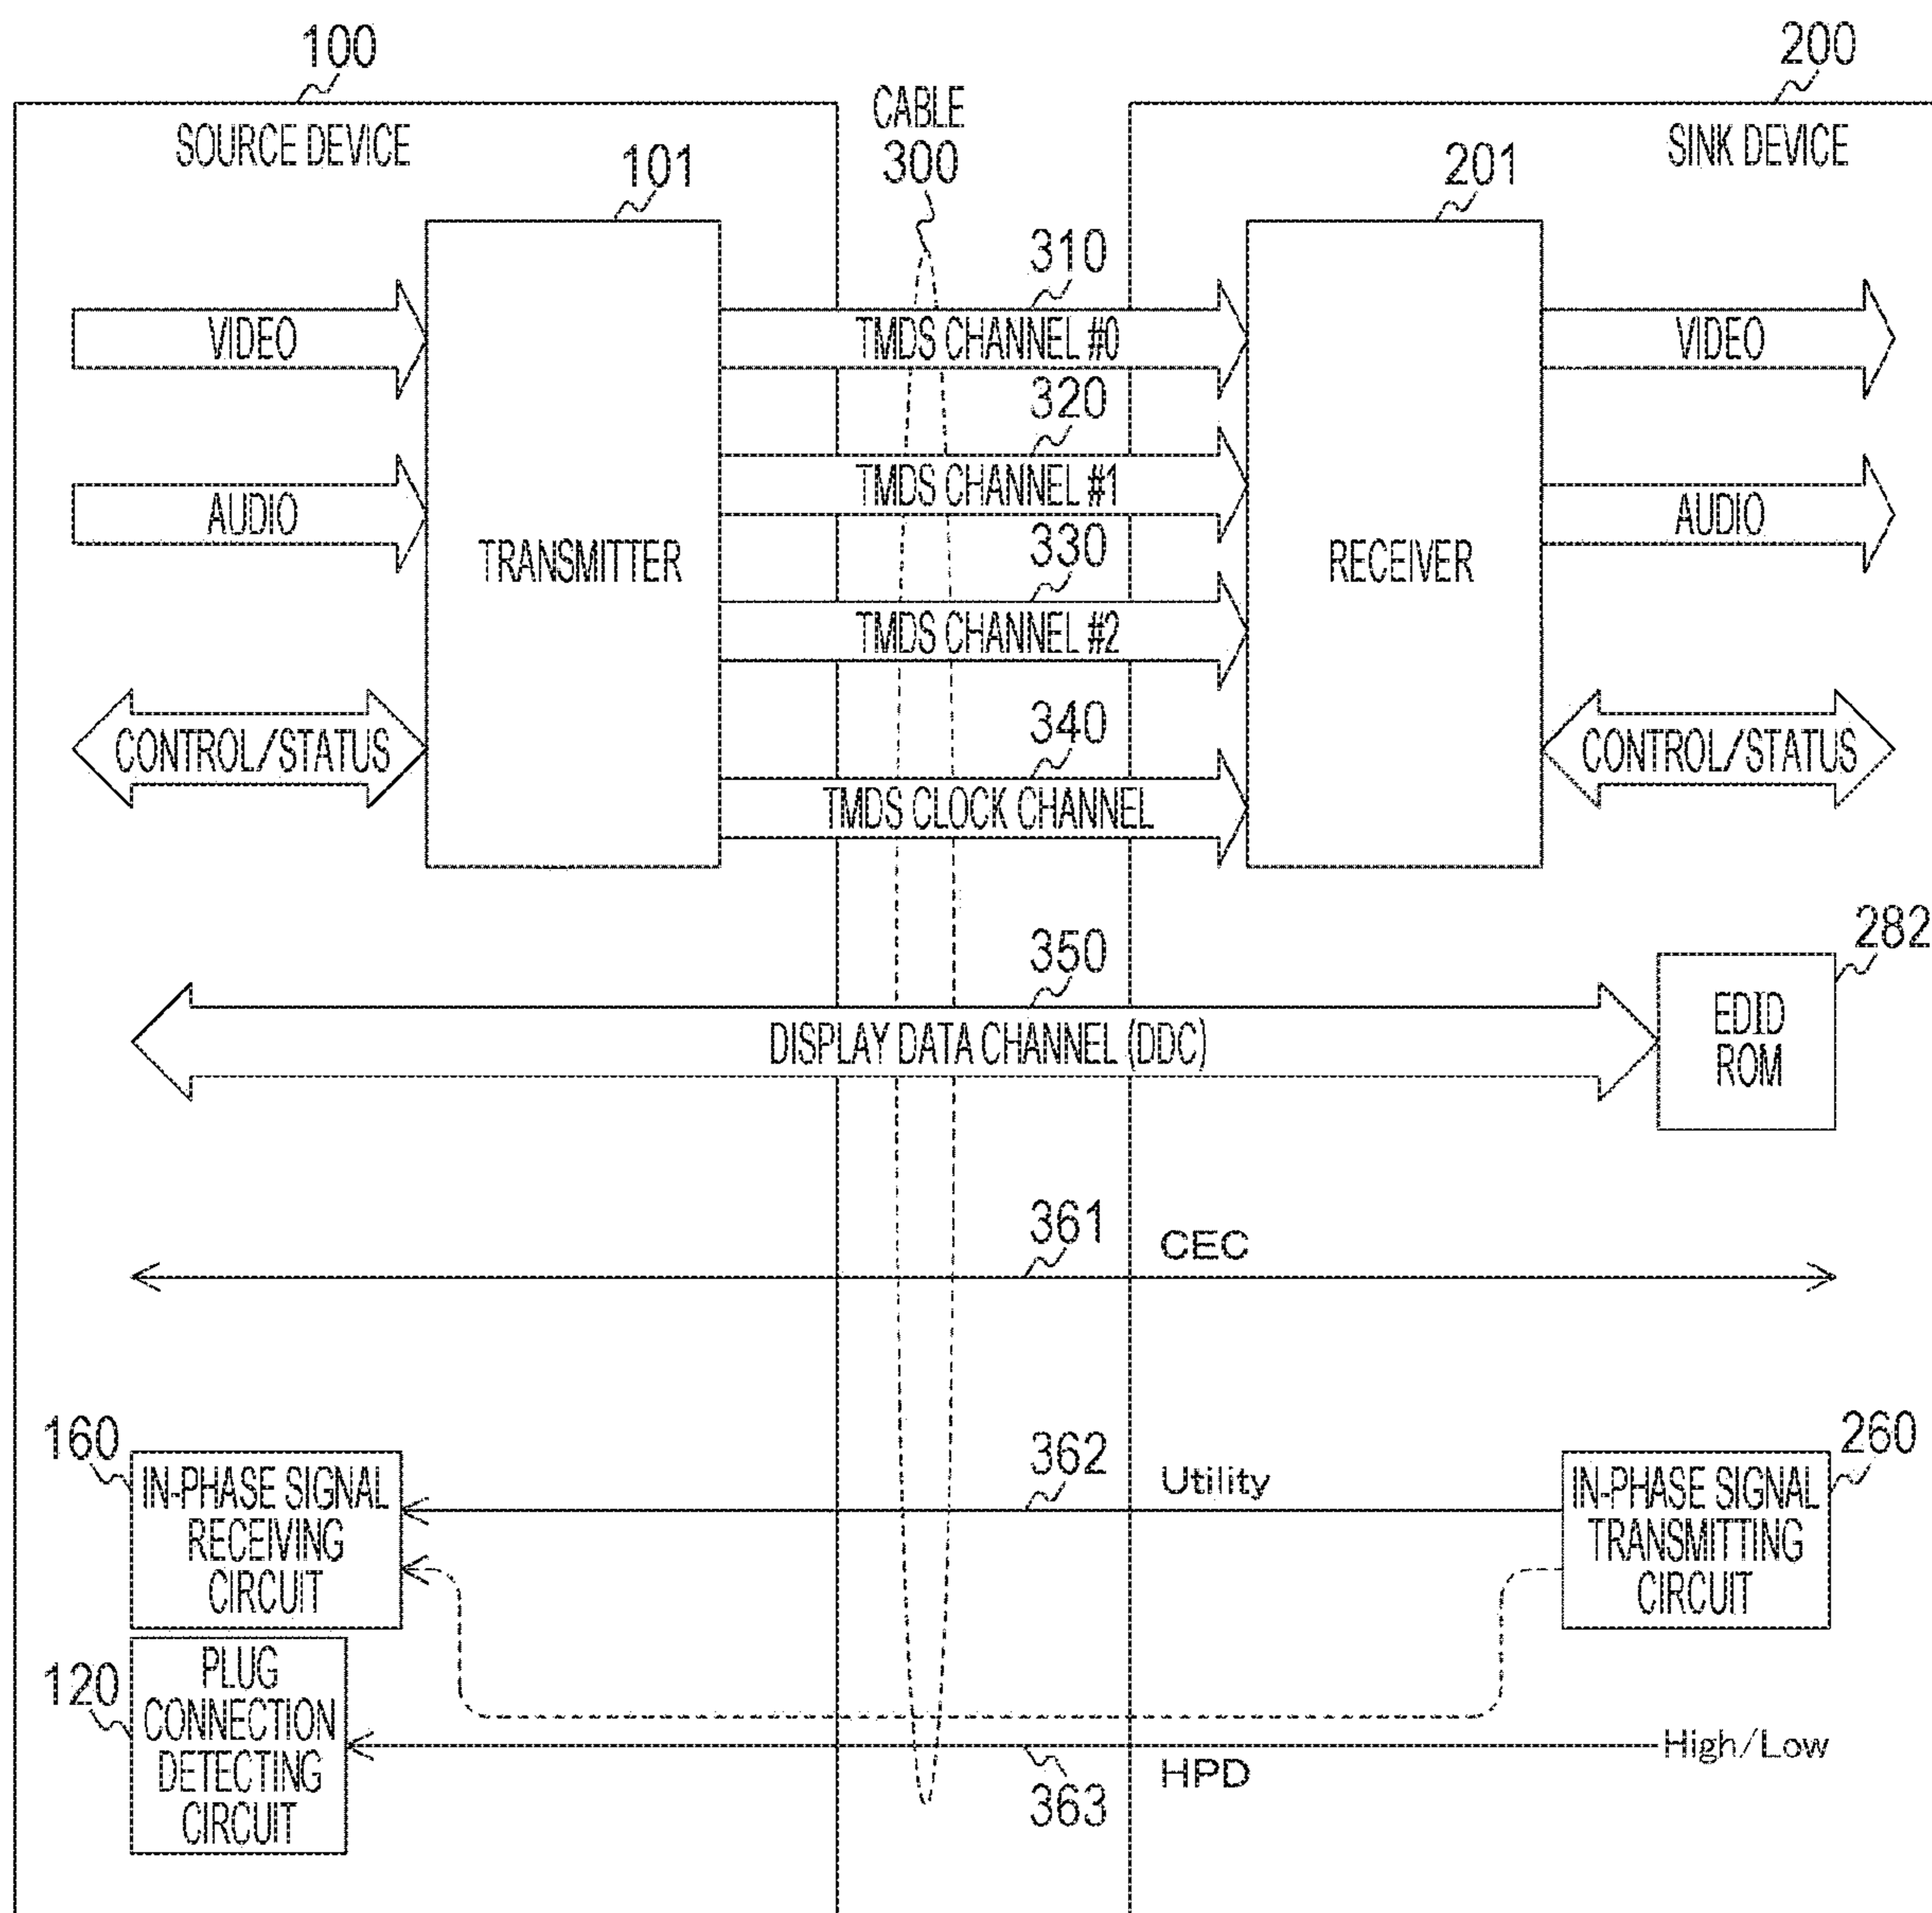 100
200
SOURCE DEVICE
CABLE
300
SINK DEVICE
101
201
310
VIDEO
TMDS CHANNEL #0
VIDEO
320
AUDIO
TMDS CHANNEL #1
AUDIO
330
TRANSMITTER
RECEIVER
TMDS CHANNEL #2
340
CONTROL/STATUS
CONTROL/STATUS
TMDS CLOCK CHANNEL
350
282
DISPLAY DATA CHANNEL (DDC)
EDID
ROM
361
CEC
160
IN-PHASE SIGNAL
RECEIVING
CIRCUIT
362
Utility
260
IN-PHASE SIGNAL
TRANSMITTING
CIRCUIT
120
PLUG
CONNECTION
DETECTING
CIRCUIT
363
HPD
High/Low